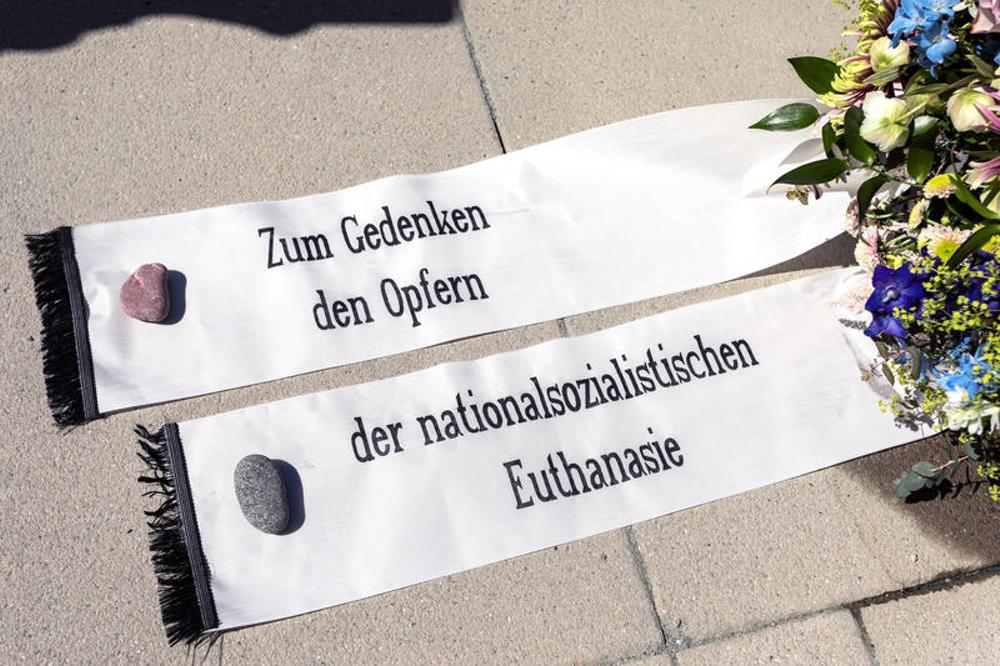 Zum Gedenken
den Opfern
der nationalsozialistischen
Euthanasie